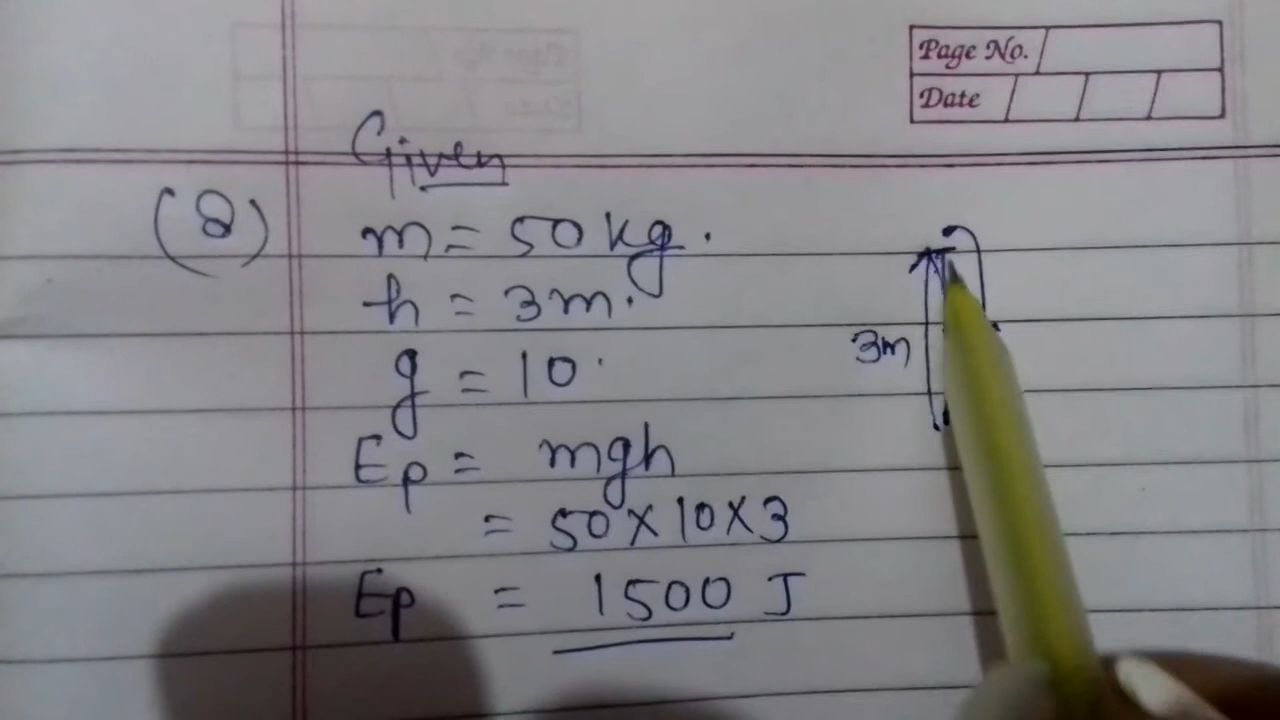 Page No.
Date
Given
(8) m = 50 kg.
h = 3m.
3m
g = 10
Ep = mgh
= 50 × 10 × 3
Ep = 1500 J